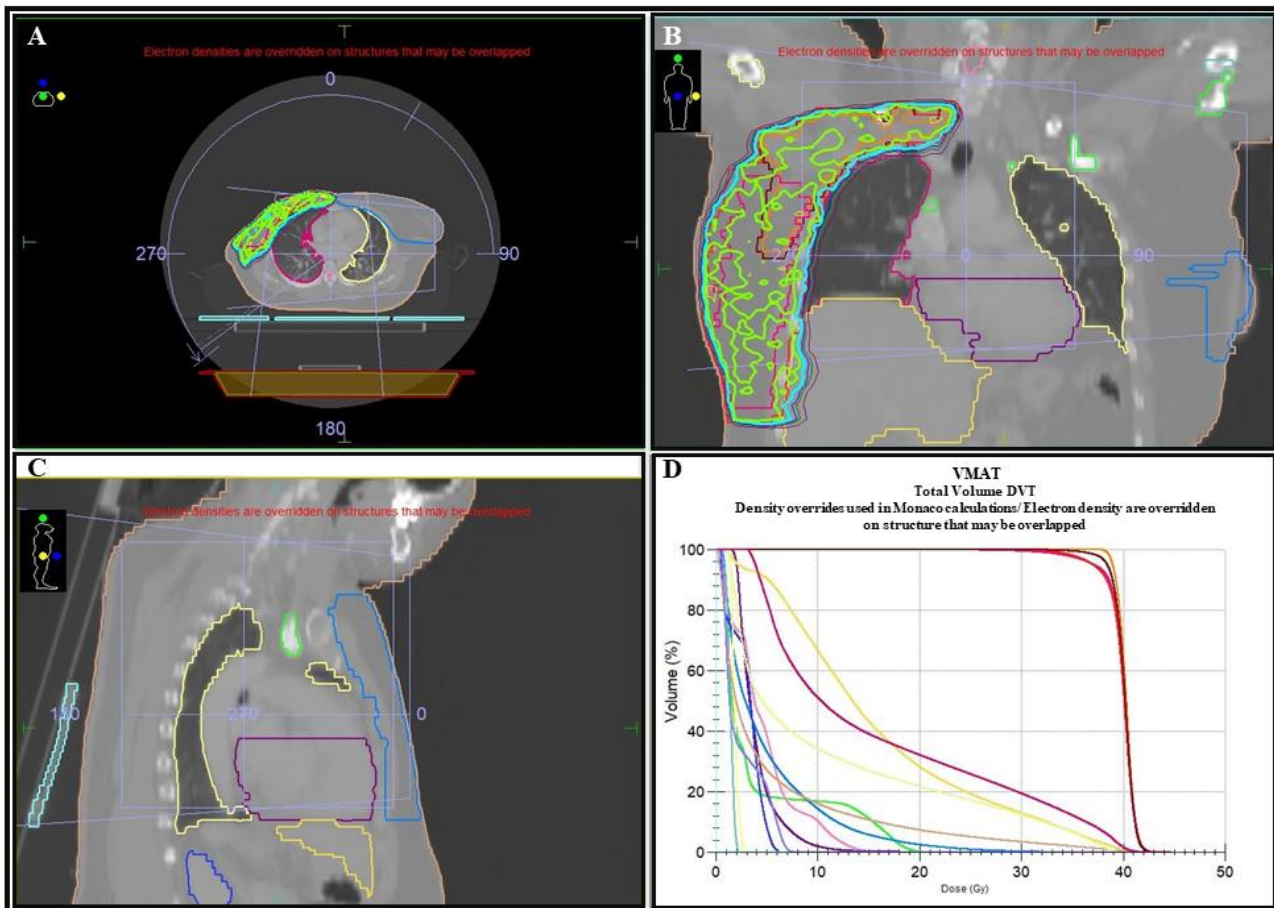 A
Electron densities are overridden on structures that may be overlapped
0
270
90
180
B
Electron densities are overridden on structures that may be overlapped
0
90
C
Electron densities are overridden on structures that may be overlapped
270
0
D
VMAT
Total Volume DVT
Density overrides used in Monaco calculations/ Electron density are overridden
on structure that may be overlapped
100
80
60
40
20
0
Volume (%)
0
10
20
30
40
50
Dose (Gy)